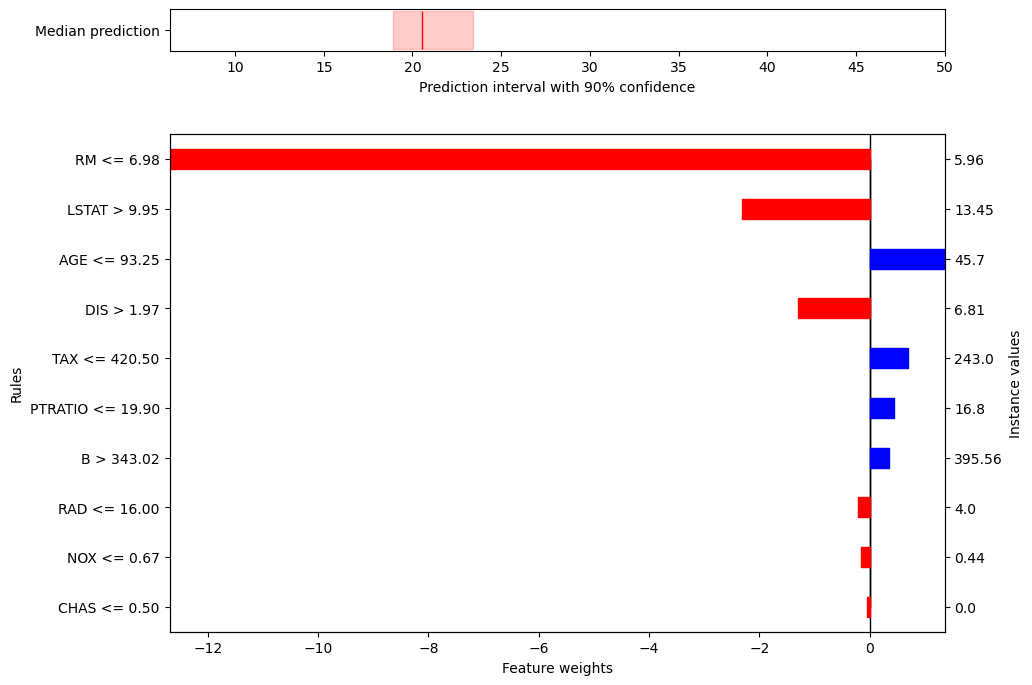 Median prediction
10 15 20 25 30 35 40 45 50
Prediction interval with 90% confidence
RM <= 6.98 5.96
LSTAT > 9.95 13.45
AGE <= 93.25 45.7
DIS > 1.97 6.81
TAX <= 420.50 243.0
PTRATIO <= 19.90 16.8
B > 343.02 395.56
RAD <= 16.00 4.0
NOX <= 0.67 0.44
CHAS <= 0.50 0.0
Rules
Instance values
−12 −10 −8 −6 −4 −2 0
Feature weights